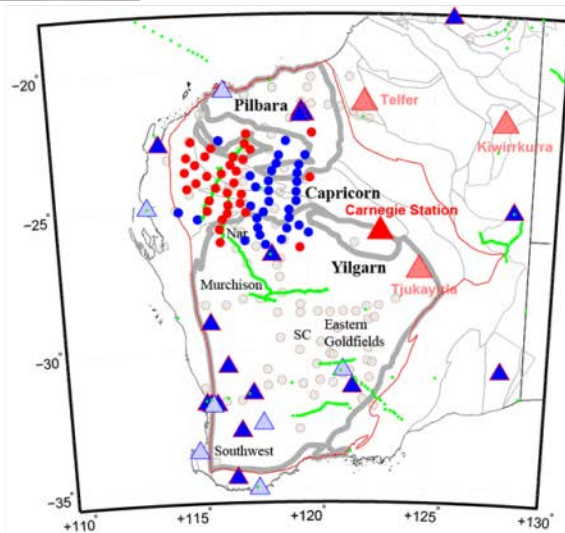 −20°
Pilbara
Telfer
Kiwirrkurra
Capricorn
−25°
Carnegie Station
Nar
Yilgarn
Murchison
Tjukayirla
SC
Eastern
Goldfields
−30°
Southwest
−35°
+110°
+115°
+120°
+125°
+130°